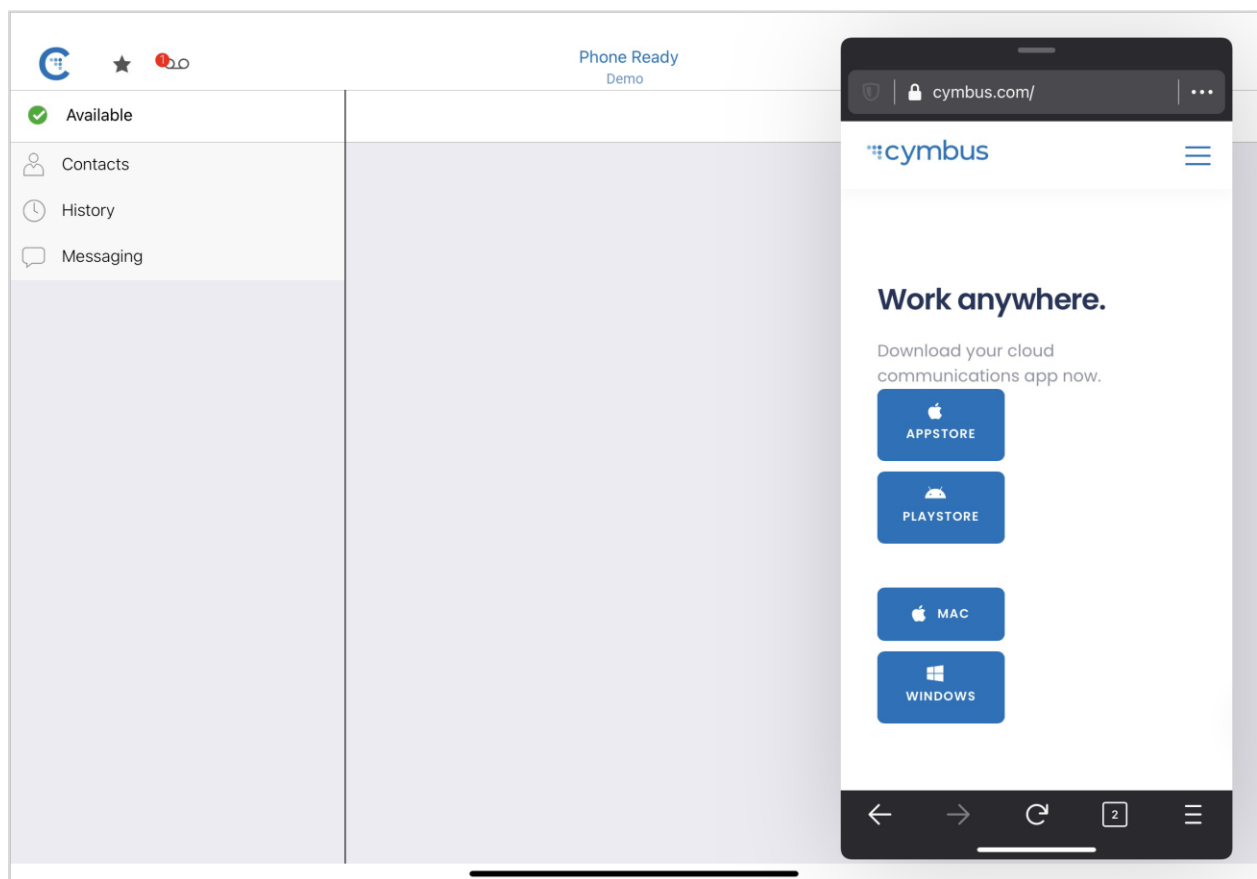 1
Phone Ready
Demo
Available
Contacts
History
Messaging
cymbus.com/
cymbus
Work anywhere.
Download your cloud
communications app now.
APPSTORE
PLAYSTORE
MAC
WINDOWS
2